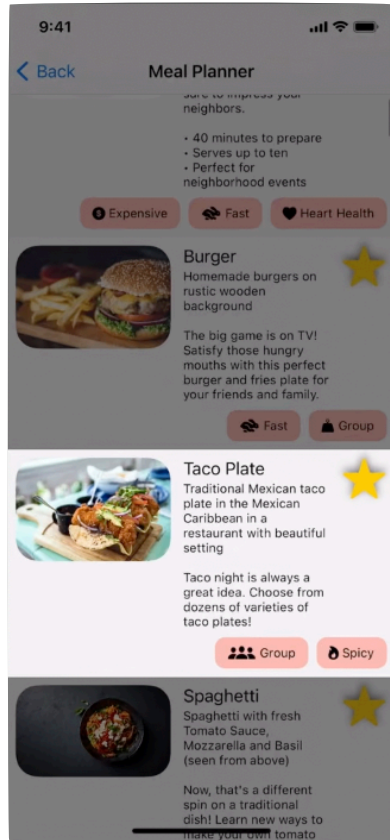 9:41
Back
Meal Planner
sure to impress your
neighbors.
• 40 minutes to prepare
• Serves up to ten
• Perfect for
neighborhood events
Expensive
Fast
Heart Health
Burger
Homemade burgers on
rustic wooden
background
The big game is on TV!
Satisfy those hungry
mouths with this perfect
burger and fries plate for
your friends and family.
Fast
Group
Taco Plate
Traditional Mexican taco
plate in the Mexican
Caribbean in a
restaurant with beautiful
setting
Taco night is always a
great idea. Choose from
dozens of varieties of
taco plates!
Group
Spicy
Spaghetti
Spaghetti with fresh
Tomato Sauce,
Mozzarella and Basil
(seen from above)
Now, that's a different
spin on a traditional
dish! Learn new ways to
make your own tomato